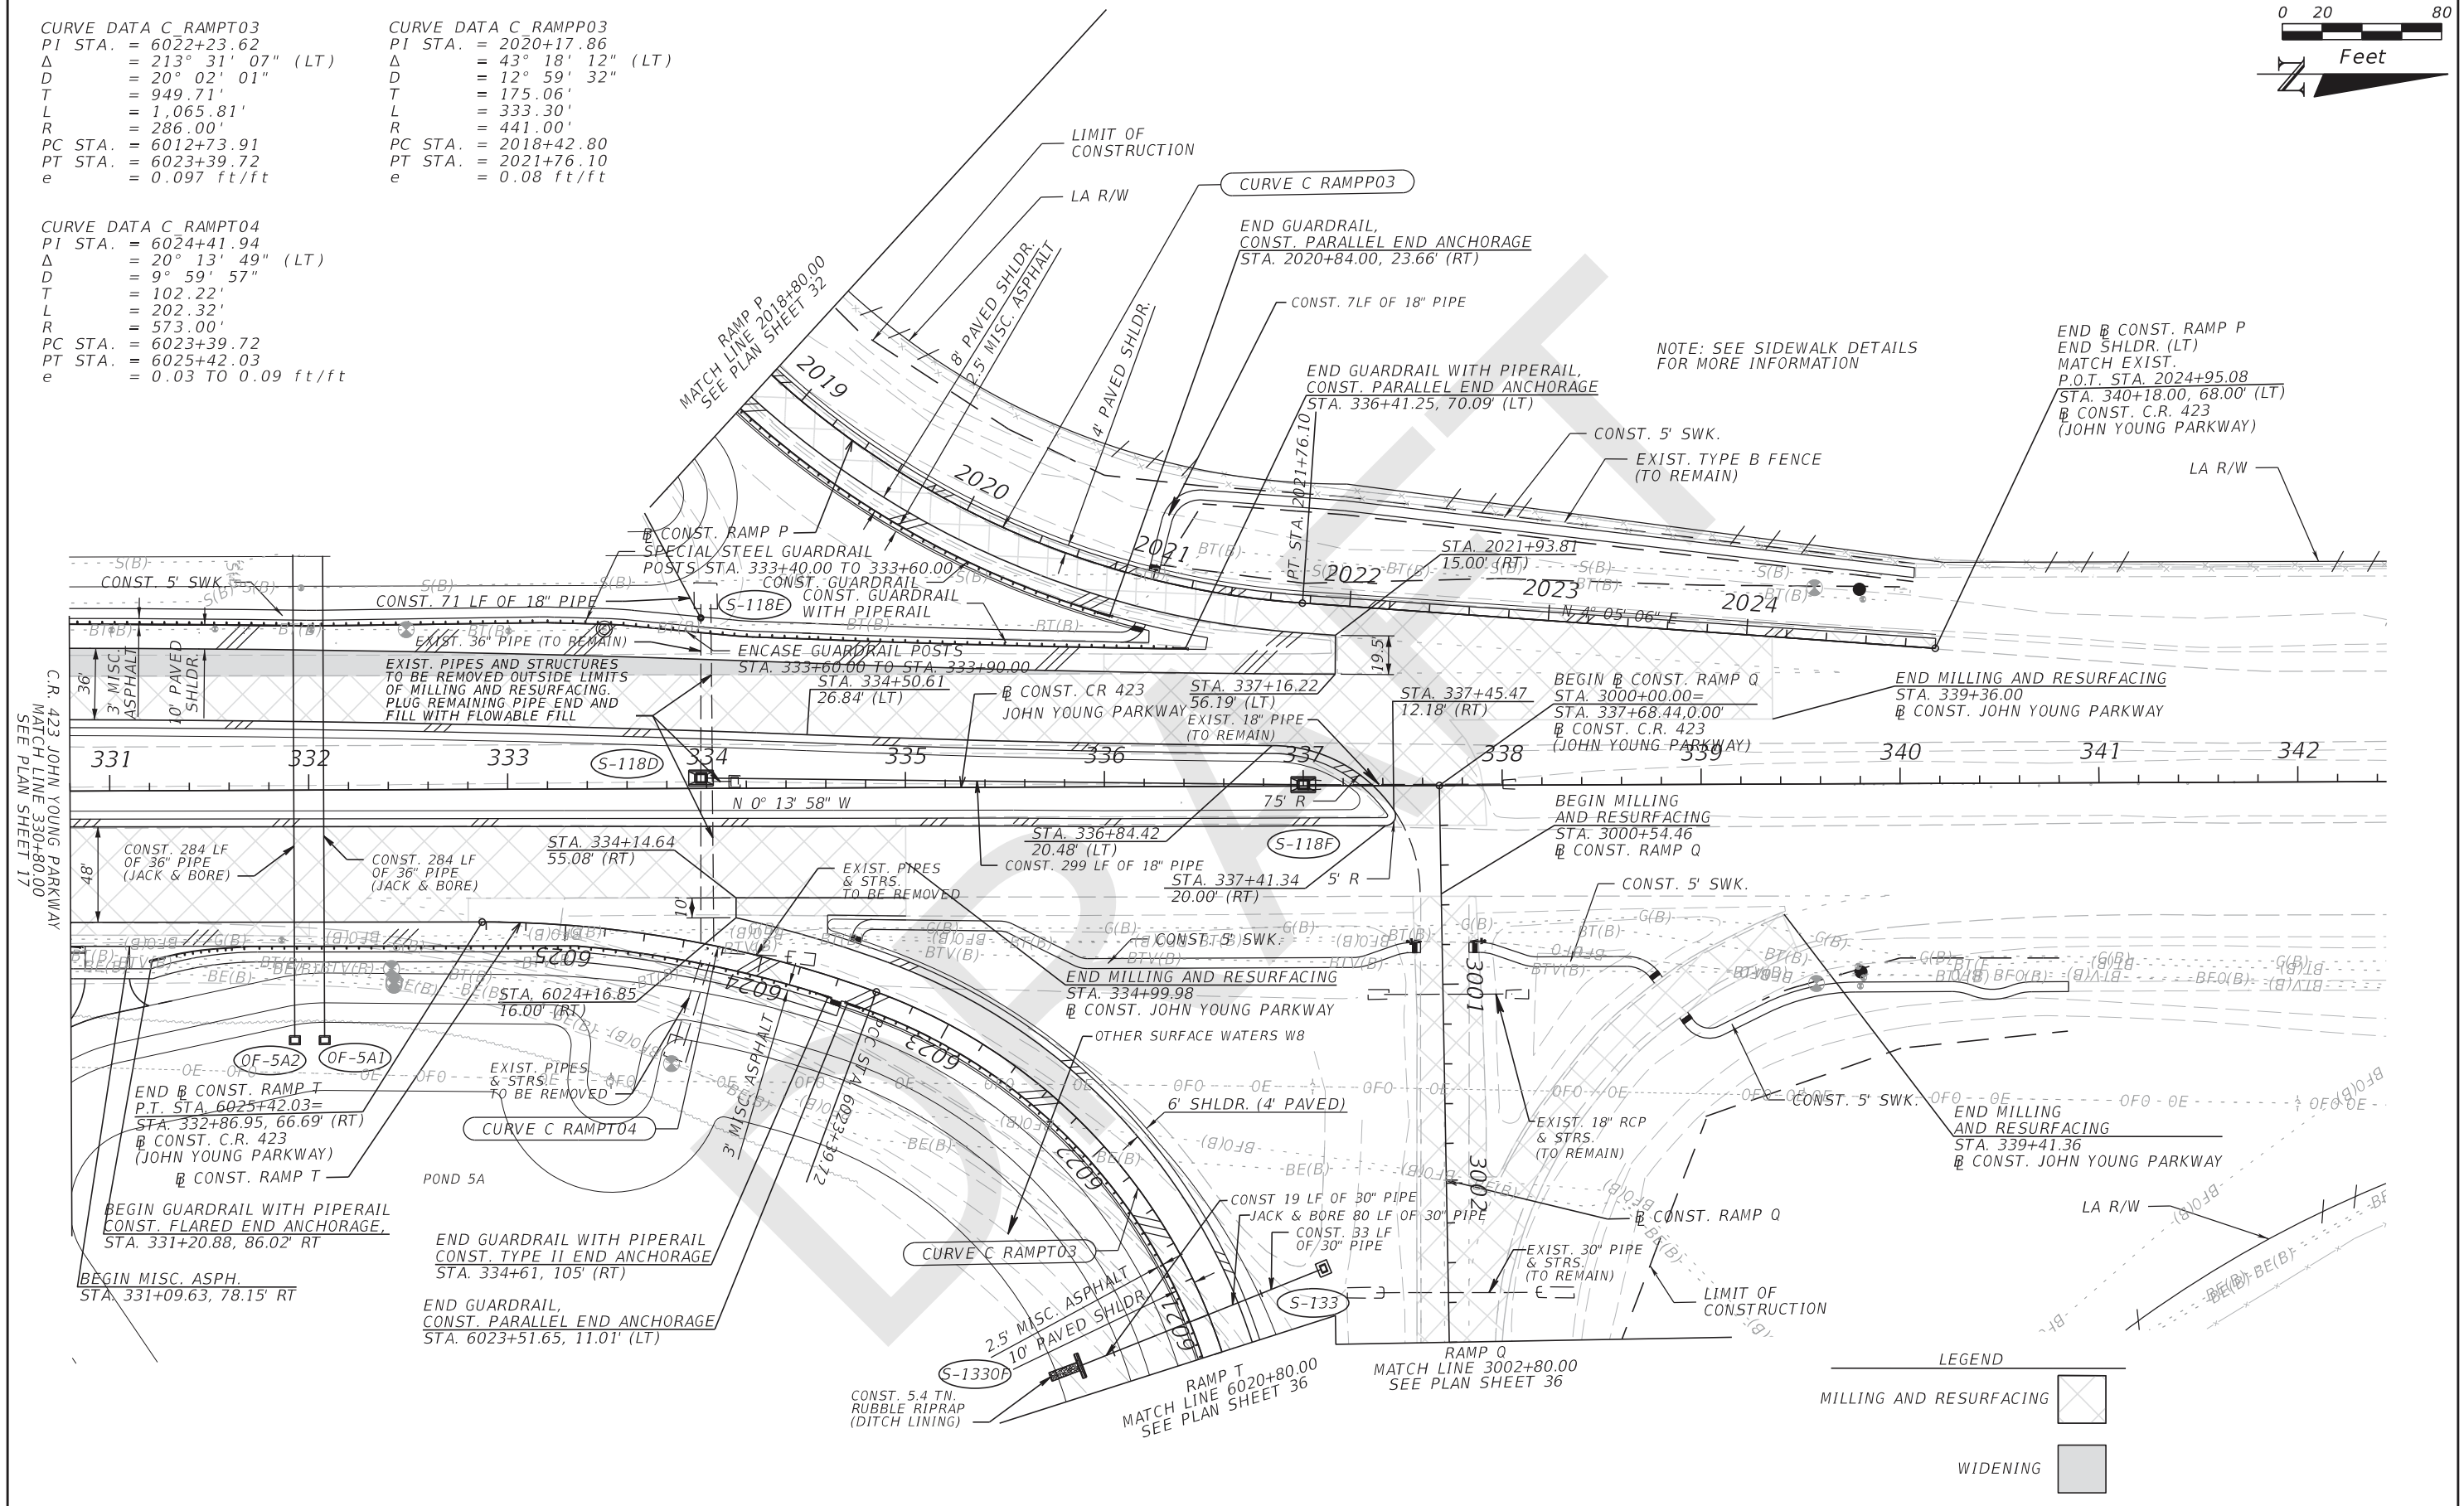 CURVE DATA C_RAMPT03
PI STA. = 6022+23.62
Δ = 213° 31' 07" (LT)
D = 20° 02' 01"
T = 949.71'
L = 1,065.81'
R = 286.00'
PC STA. = 6012+73.91
PT STA. = 6023+39.72
e = 0.097 ft/ft
CURVE DATA C_RAMPP03
PI STA. = 2020+17.86
Δ = 43° 18' 12" (LT)
D = 12° 59' 32"
T = 175.06'
L = 333.30'
R = 441.00'
PC STA. = 2018+42.80
PT STA. = 2021+76.10
e = 0.08 ft/ft
CURVE DATA C_RAMPT04
PI STA. = 6024+41.94
Δ = 20° 13' 49" (LT)
D = 9° 59' 57"
T = 102.22'
L = 202.32'
R = 573.00'
PC STA. = 6023+39.72
PT STA. = 6025+42.03
e = 0.03 TO 0.09 ft/ft
0 20 80
Feet
N
LIMIT OF
CONSTRUCTION
LA R/W
CURVE C RAMPP03
END GUARDRAIL,
CONST. PARALLEL END ANCHORAGE
STA. 2020+84.00, 23.66' (RT)
CONST. 7LF OF 18" PIPE
RAMP P
MATCH LINE 2018+80.00
SEE PLAN SHEET 32
8' PAVED SHLDR.
2.5' MISC. ASPHALT
4' PAVED SHLDR.
END GUARDRAIL WITH PIPERAIL,
CONST. PARALLEL END ANCHORAGE
STA. 336+41.25, 70.09' (LT)
NOTE: SEE SIDEWALK DETAILS
FOR MORE INFORMATION
END B CONST. RAMP P
END SHLDR. (LT)
MATCH EXIST.
P.O.T. STA. 2024+95.08
STA. 340+18.00, 68.00' (LT)
B CONST. C.R. 423
(JOHN YOUNG PARKWAY)
CONST. 5' SWK.
EXIST. TYPE B FENCE
(TO REMAIN)
LA R/W
PT STA. 2021+76.10
2019
2020
2021
2022
2023
2024
N 4° 05' 06" E
B CONST. RAMP P
SPECIAL STEEL GUARDRAIL
POSTS STA. 333+40.00 TO 333+60.00
CONST. GUARDRAIL
CONST. GUARDRAIL
WITH PIPERAIL
STA. 2021+93.81
15.00' (RT)
CONST. 5' SWK.
CONST. 71 LF OF 18" PIPE
S-118E
EXIST. 36" PIPE (TO REMAIN)
ENCASE GUARDRAIL POSTS
STA. 333+60.00 TO STA. 333+90.00
EXIST. PIPES AND STRUCTURES
TO BE REMOVED OUTSIDE LIMITS
OF MILLING AND RESURFACING.
PLUG REMAINING PIPE END AND
FILL WITH FLOWABLE FILL
36'
3' MISC.
ASPHALT
10' PAVED
SHLDR.
STA. 334+50.61
26.84' (LT)
B CONST. CR 423
JOHN YOUNG PARKWAY
STA. 337+16.22
56.19' (LT)
EXIST. 18" PIPE
(TO REMAIN)
19.5'
STA. 337+45.47
12.18' (RT)
BEGIN B CONST. RAMP Q
STA. 3000+00.00=
STA. 337+68.44,0.00'
B CONST. C.R. 423
(JOHN YOUNG PARKWAY)
END MILLING AND RESURFACING
STA. 339+36.00
B CONST. JOHN YOUNG PARKWAY
331 332 333 334 335 336 337 338 339 340 341 342
S-118D
N 0° 13' 58" W
75' R
C.R. 423 JOHN YOUNG PARKWAY
MATCH LINE 330+80.00
SEE PLAN SHEET 17
48'
CONST. 284 LF
OF 36" PIPE
(JACK & BORE)
CONST. 284 LF
OF 36" PIPE
(JACK & BORE)
STA. 334+14.64
55.08' (RT)
10'
EXIST. PIPES
& STRS.
TO BE REMOVED
STA. 336+84.42
20.48' (LT)
CONST. 299 LF OF 18" PIPE
S-118F
STA. 337+41.34
20.00' (RT)
5' R
BEGIN MILLING
AND RESURFACING
STA. 3000+54.46
B CONST. RAMP Q
CONST. 5' SWK.
CONST. 5' SWK.
END MILLING AND RESURFACING
STA. 334+99.98
B CONST. JOHN YOUNG PARKWAY
6025
6024
6023
6022
6021
3001
3002
STA. 6024+16.85
16.00' (RT)
OTHER SURFACE WATERS W8
OF-5A2
OF-5A1
EXIST. PIPES
& STRS.
TO BE REMOVED
3' MISC. ASPHALT
PC STA. 6023+39.72
END B CONST. RAMP T
P.T. STA. 6025+42.03=
STA. 332+86.95, 66.69' (RT)
B CONST. C.R. 423
(JOHN YOUNG PARKWAY)
CURVE C RAMPT04
B CONST. RAMP T
POND 5A
6' SHLDR. (4' PAVED)
EXIST. 18" RCP
& STRS.
(TO REMAIN)
CONST. 5' SWK.
END MILLING
AND RESURFACING
STA. 339+41.36
B CONST. JOHN YOUNG PARKWAY
BEGIN GUARDRAIL WITH PIPERAIL
CONST. FLARED END ANCHORAGE,
STA. 331+20.88, 86.02' RT
BEGIN MISC. ASPH.
STA. 331+09.63, 78.15' RT
END GUARDRAIL WITH PIPERAIL
CONST. TYPE II END ANCHORAGE
STA. 334+61, 105' (RT)
END GUARDRAIL,
CONST. PARALLEL END ANCHORAGE
STA. 6023+51.65, 11.01' (LT)
CURVE C RAMPT03
CONST 19 LF OF 30" PIPE
JACK & BORE 80 LF OF 30" PIPE
CONST. 33 LF
OF 30" PIPE
B CONST. RAMP Q
EXIST. 30" PIPE
& STRS.
(TO REMAIN)
LIMIT OF
CONSTRUCTION
LA R/W
S-133
2.5' MISC. ASPHALT
10' PAVED SHLDR.
S-133OF
CONST. 5.4 TN.
RUBBLE RIPRAP
(DITCH LINING)
RAMP T
MATCH LINE 6020+80.00
SEE PLAN SHEET 36
RAMP Q
MATCH LINE 3002+80.00
SEE PLAN SHEET 36
LEGEND
MILLING AND RESURFACING
WIDENING
DRAFT